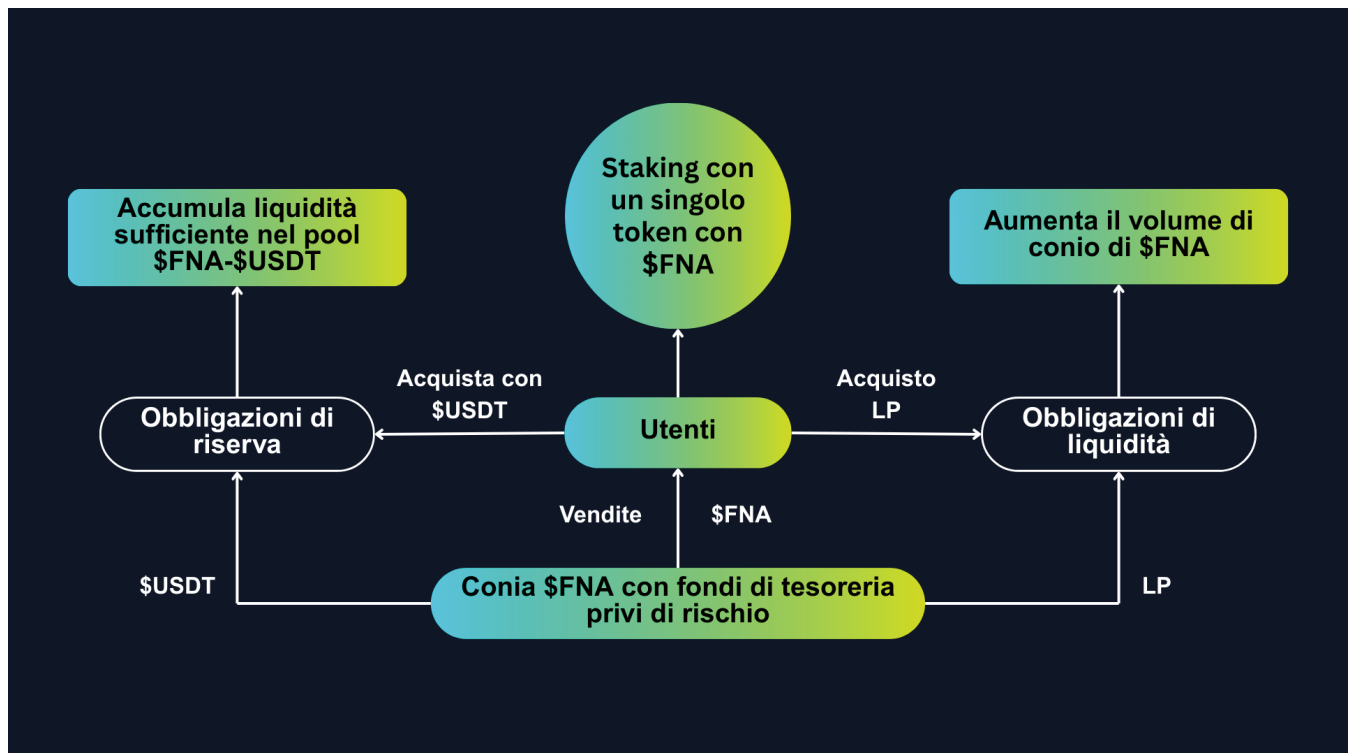 Staking con
un singolo
token con
$FNA
Accumula liquidità
sufficiente nel pool
$FNA-$USDT
Aumenta il volume di
conio di $FNA
Acquista con
$USDT
Acquisto
LP
Obbligazioni di
riserva
Utenti
Obbligazioni di
liquidità
Vendite
$FNA
$USDT
Conia $FNA con fondi di tesoreria
privi di rischio
LP